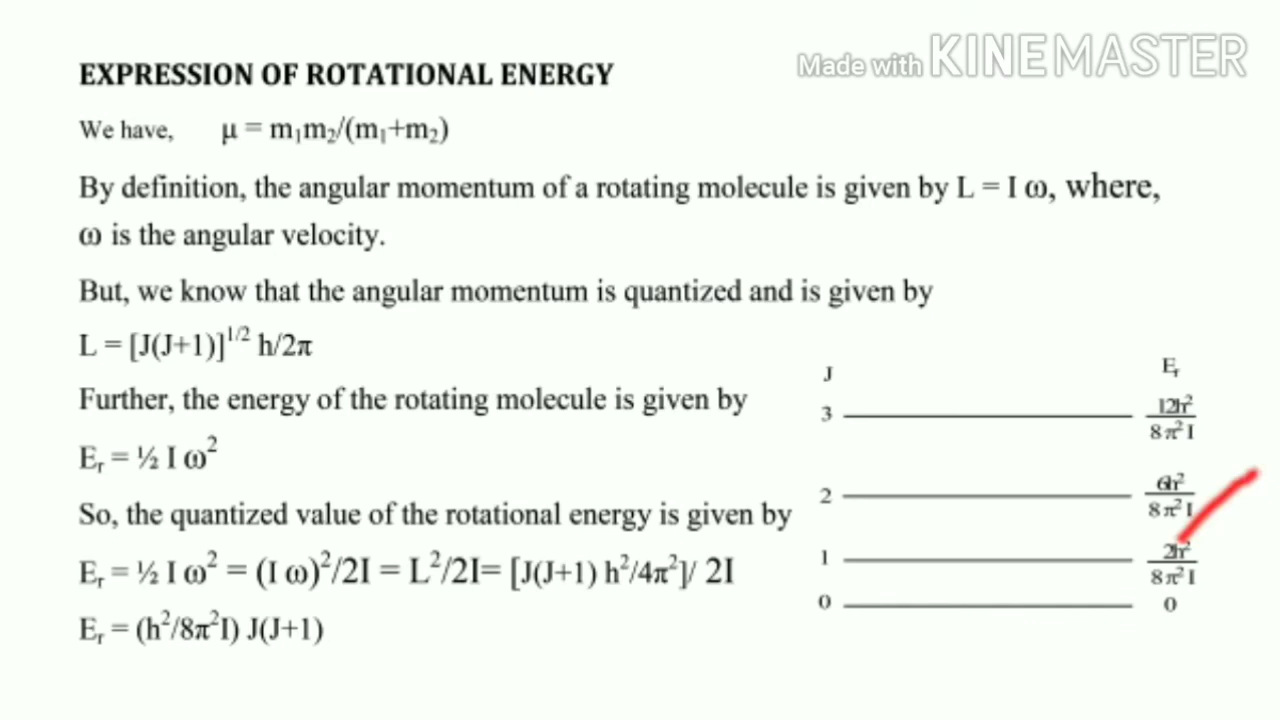 Made with KINEMASTER
EXPRESSION OF ROTATIONAL ENERGY
We have, μ = m₁m₂/(m₁+m₂)
By definition, the angular momentum of a rotating molecule is given by L = I ω, where,
ω is the angular velocity.
But, we know that the angular momentum is quantized and is given by
L = [J(J+1)]^1/2 h/2π
Further, the energy of the rotating molecule is given by
Eᵣ = ½ I ω²
So, the quantized value of the rotational energy is given by
Eᵣ = ½ I ω² = (I ω)²/2I = L²/2I= [J(J+1) h²/4π²]/ 2I
Eᵣ = (h²/8π²I) J(J+1)
J Eᵣ
3 12h²/8π²I
2 6h²/8π²I
1 2h²/8π²I
0 0